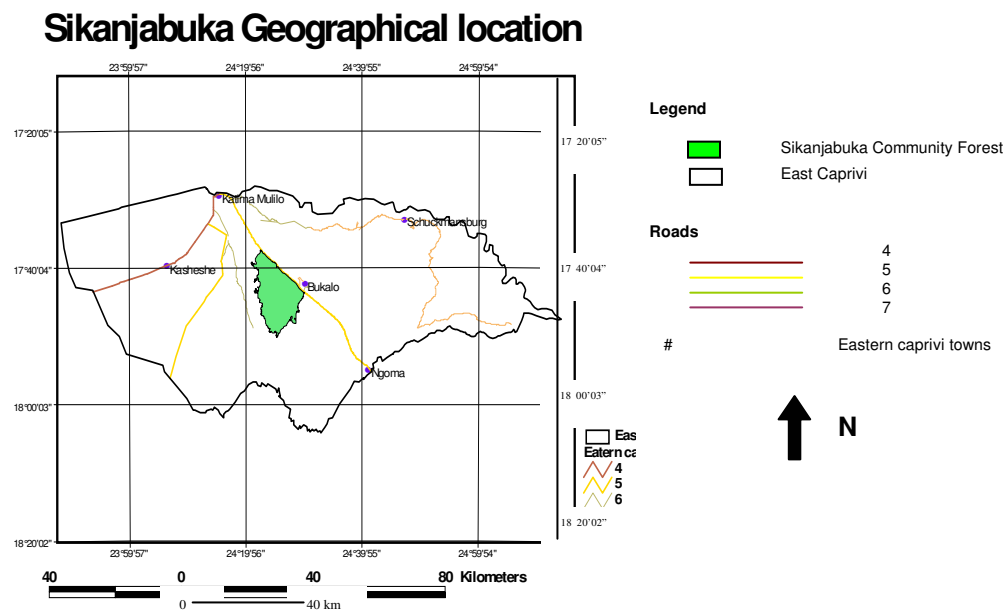 Sikanjabuka Geographical location
23°59'57" 24°19'56" 24°39'55" 24°59'54"
17°20'05" 17 20'05"
Katima Mulilo
Schuckmansburg
17°40'04" Kasheshe 17 40'04"
Bukalo
Ngoma
18°00'03" 18 00'03"
Eas
Eatern ca
4
5
6
18°20'02" 18 20'02"
23°59'57" 24°19'56" 24°39'55" 24°59'54"
40 0 40 80 Kilometers
0 40 km
Legend
Sikanjabuka Community Forest
East Caprivi
Roads
4
5
6
7
# Eastern caprivi towns
N